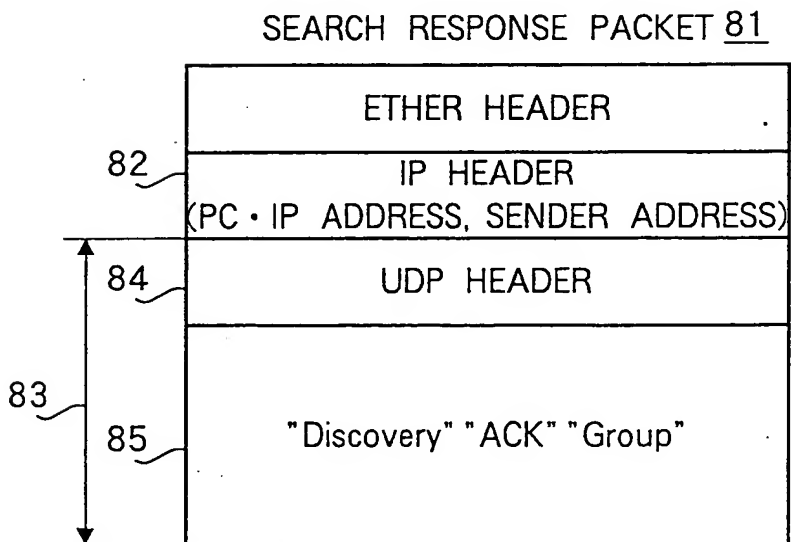 SEARCH RESPONSE PACKET 81
ETHER HEADER
82
IP HEADER
(PC・IP ADDRESS, SENDER ADDRESS)
84
UDP HEADER
83
85
"Discovery" "ACK" "Group"